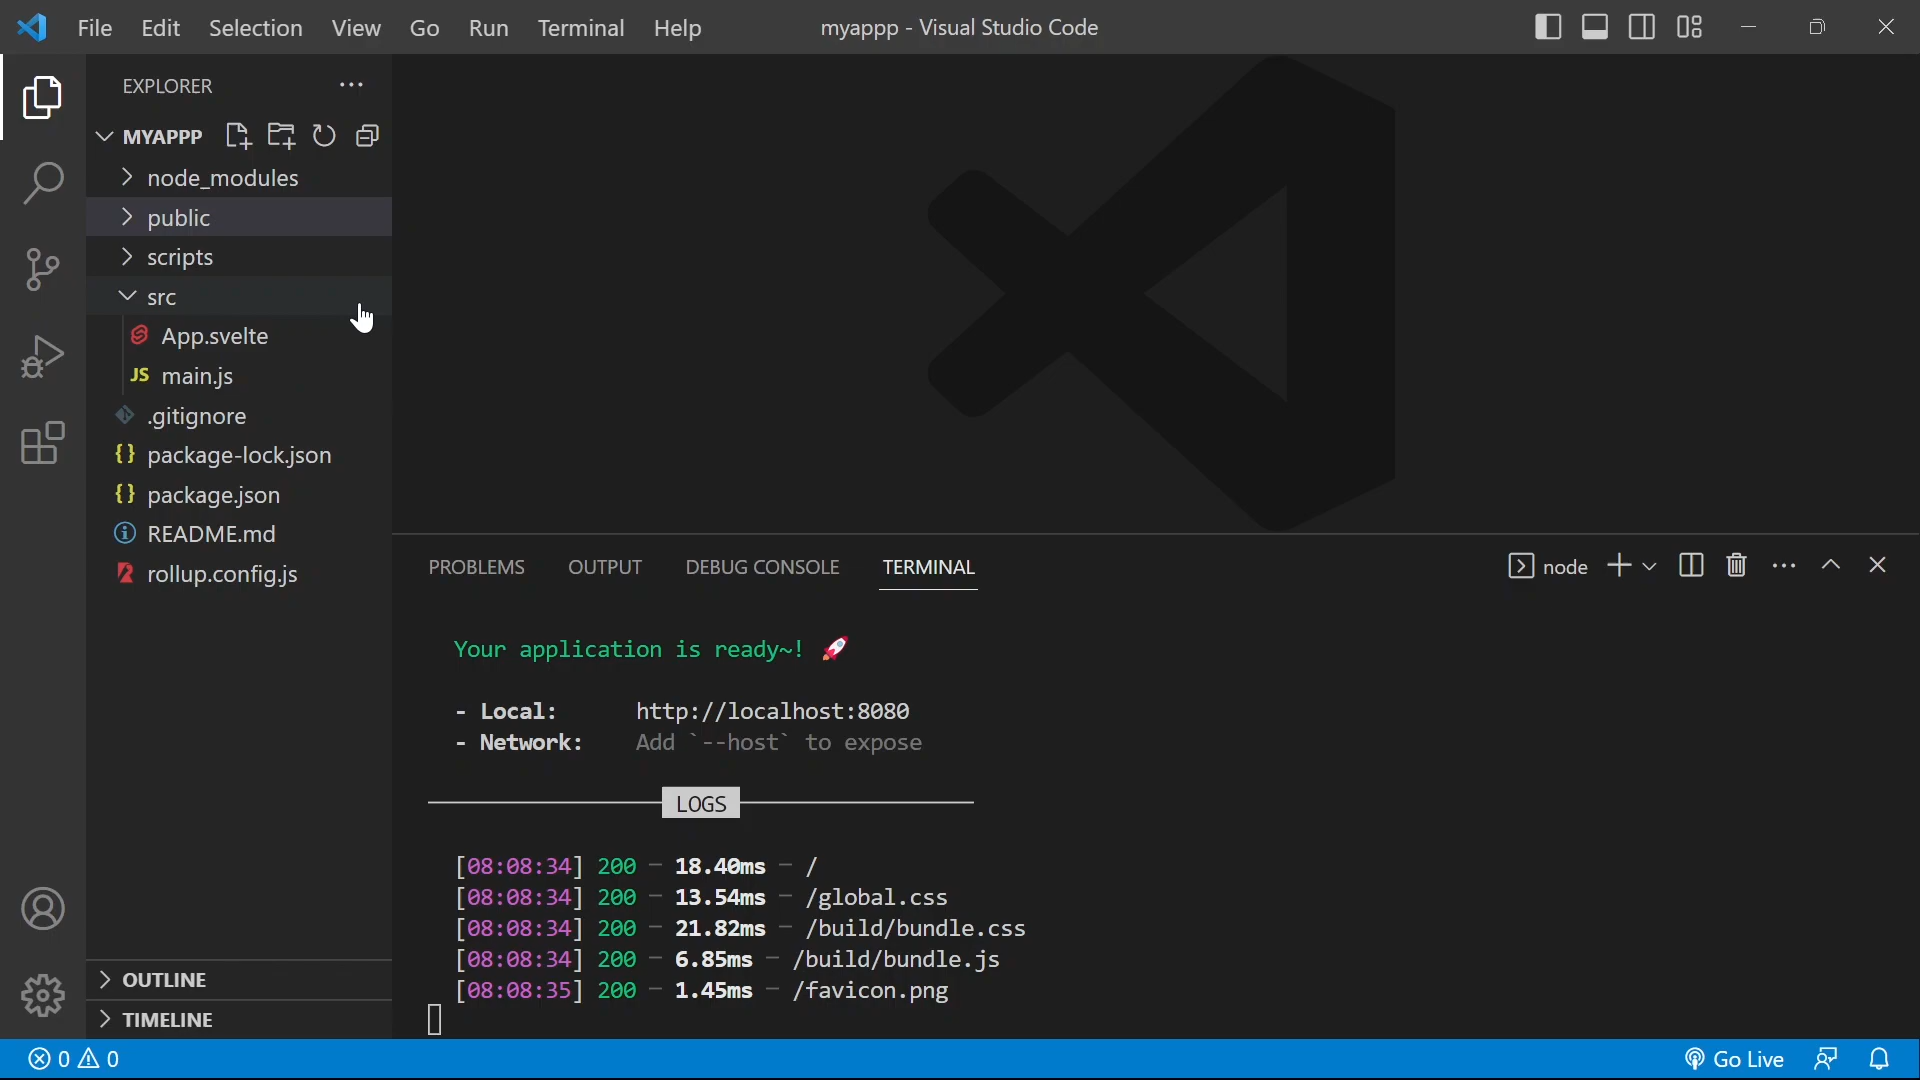 File Edit Selection View Go Run Terminal Help myappp - Visual Studio Code
EXPLORER
MYAPPP
node_modules
public
scripts
src
App.svelte
JS main.js
.gitignore
{} package-lock.json
{} package.json
README.md
rollup.config.js
OUTLINE
TIMELINE
PROBLEMS OUTPUT DEBUG CONSOLE TERMINAL node
Your application is ready~! 🚀
- Local: http://localhost:8080
- Network: Add `--host` to expose
LOGS
[08:08:34] 200 — 18.40ms — /
[08:08:34] 200 — 13.54ms — /global.css
[08:08:34] 200 — 21.82ms — /build/bundle.css
[08:08:34] 200 — 6.85ms — /build/bundle.js
[08:08:35] 200 — 1.45ms — /favicon.png
0 0 Go Live